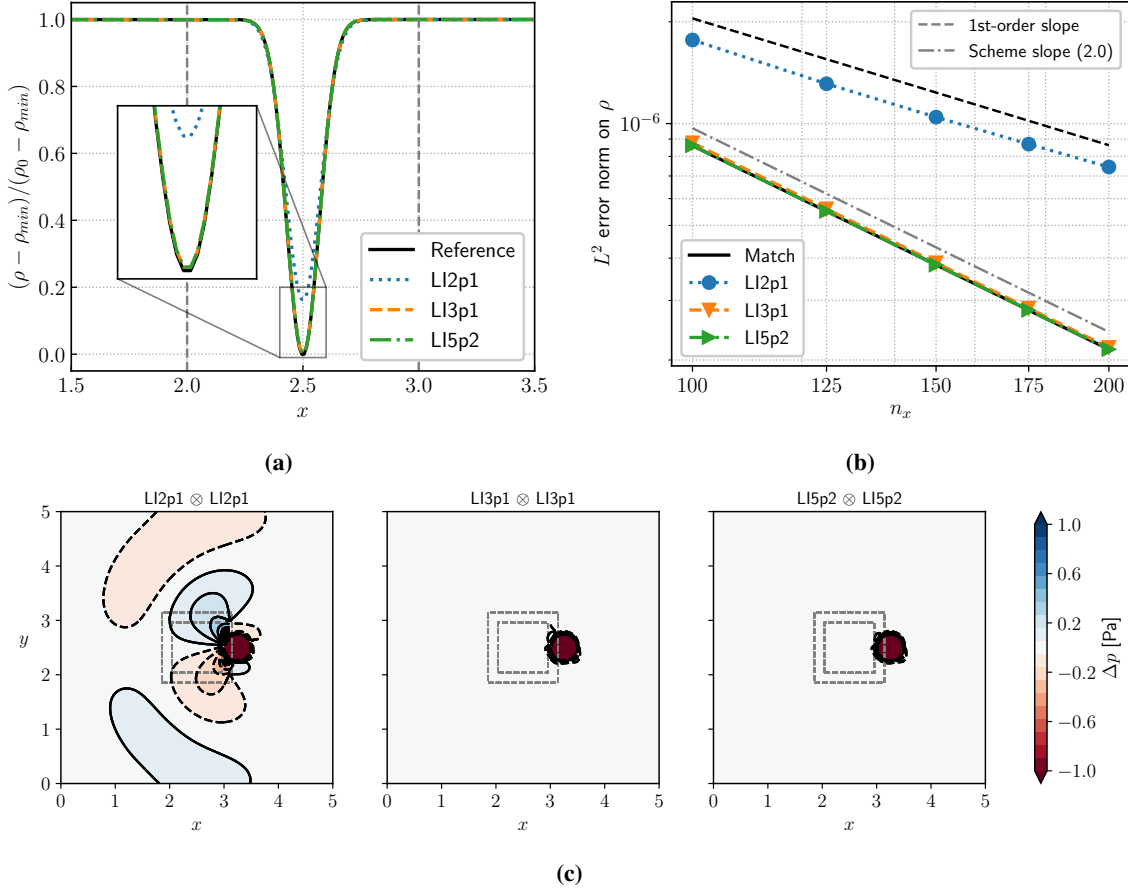 (ρ − ρ_min)/(ρ_0 − ρ_min)
1.0
0.8
0.6
0.4
0.2
0.0
Reference
LI2p1
LI3p1
LI5p2
1.5 2.0 2.5 3.0 3.5
x
(a)
L² error norm on ρ
10⁻⁶
1st-order slope
Scheme slope (2.0)
Match
LI2p1
LI3p1
LI5p2
100 125 150 175 200
n_x
(b)
LI2p1 ⊗ LI2p1
LI3p1 ⊗ LI3p1
LI5p2 ⊗ LI5p2
y
5
4
3
2
1
0
0 1 2 3 4 5
x
0 1 2 3 4 5
x
0 1 2 3 4 5
x
1.0
0.6
0.2
−0.2
−0.6
−1.0
Δp [Pa]
(c)